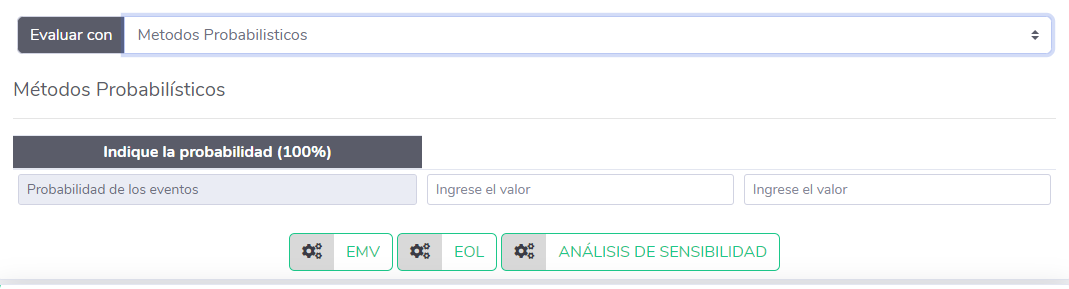 Evaluar con Metodos Probabilisticos
Métodos Probabilísticos
Indique la probabilidad (100%)
Probabilidad de los eventos Ingrese el valor Ingrese el valor
EMV EOL ANÁLISIS DE SENSIBILIDAD